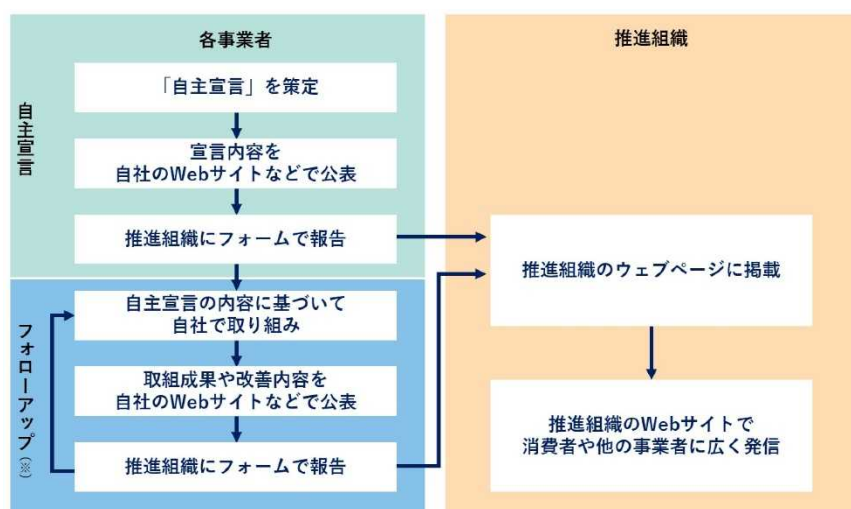 各事業者
推進組織
自主宣言
「自主宣言」を策定
宣言内容を
自社のWebサイトなどで公表
推進組織にフォームで報告
推進組織のウェブページに掲載
フォローアップ(※)
自主宣言の内容に基づいて
自社で取り組み
取組成果や改善内容を
自社のWebサイトなどで公表
推進組織にフォームで報告
推進組織のWebサイトで
消費者や他の事業者に広く発信